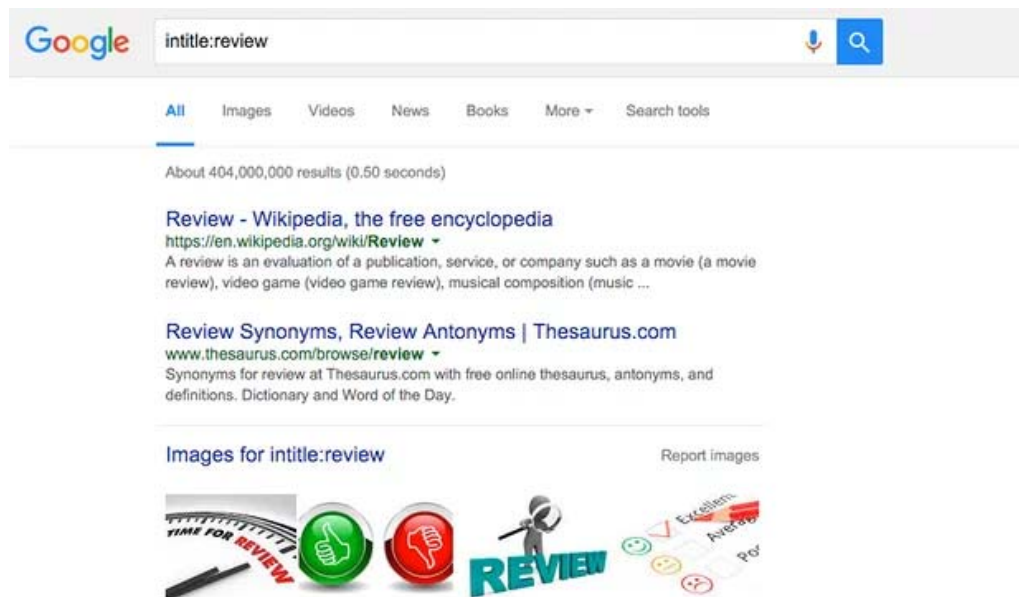 Google
intitle:review
All Images Videos News Books More Search tools
About 404,000,000 results (0.50 seconds)
Review - Wikipedia, the free encyclopedia
https://en.wikipedia.org/wiki/Review
A review is an evaluation of a publication, service, or company such as a movie (a movie
review), video game (video game review), musical composition (music ...
Review Synonyms, Review Antonyms | Thesaurus.com
www.thesaurus.com/browse/review
Synonyms for review at Thesaurus.com with free online thesaurus, antonyms, and
definitions. Dictionary and Word of the Day.
Images for intitle:review
Report images
TIME FOR REVIEW
REVIEW
Excellent
Average